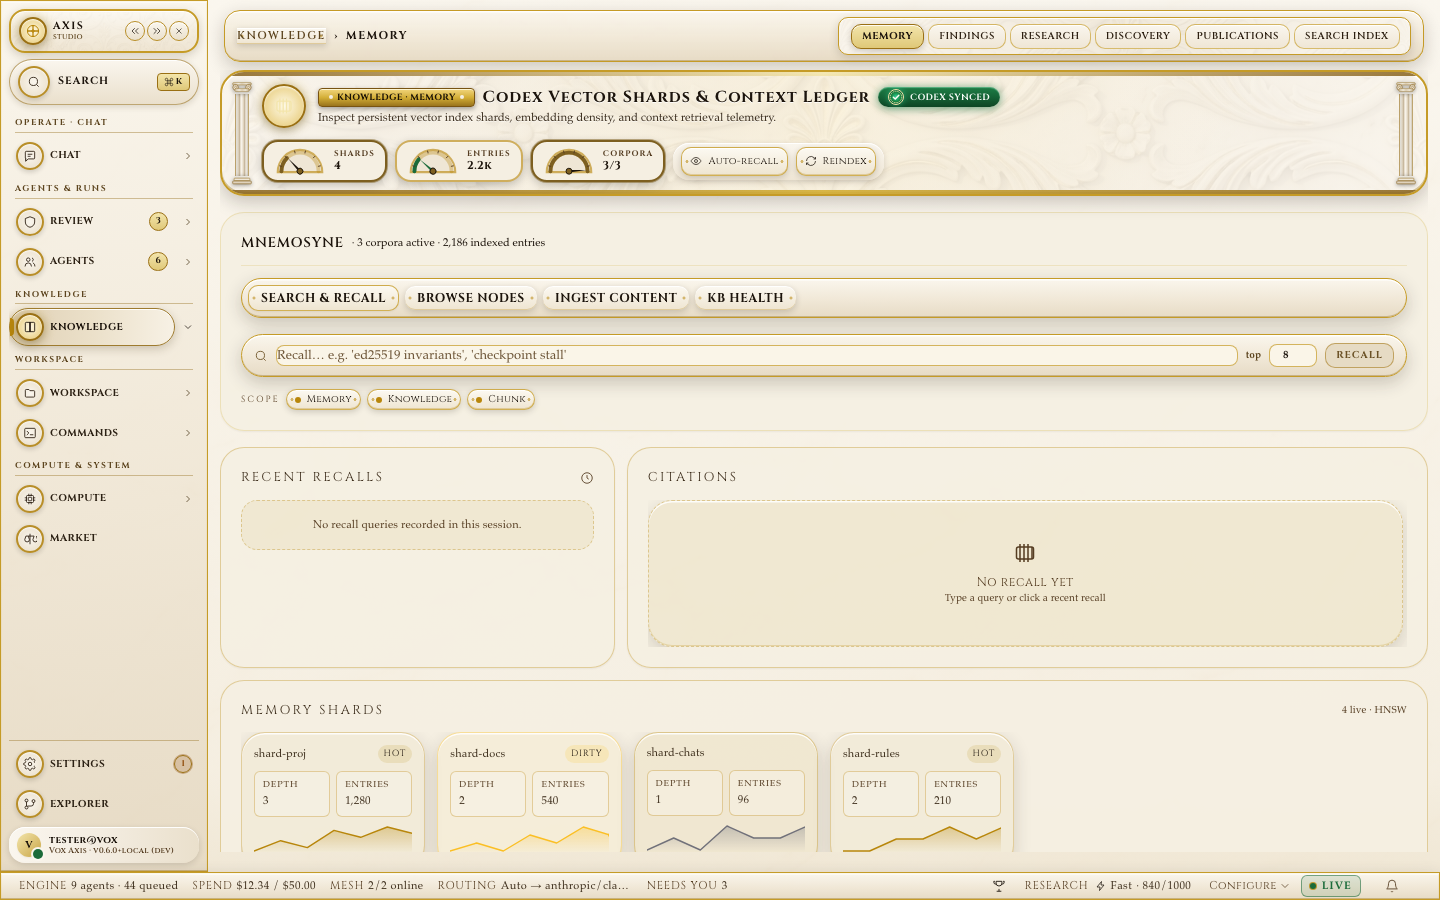 AXIS
STUDIO
SEARCH
⌘ K
OPERATE · CHAT
CHAT
AGENTS & RUNS
REVIEW 3
AGENTS 6
KNOWLEDGE
KNOWLEDGE
WORKSPACE
WORKSPACE
COMMANDS
COMPUTE & SYSTEM
COMPUTE
MARKET
SETTINGS 1
EXPLORER
V
TESTER@VOX
VOX AXIS · V0.6.0+LOCAL (DEV)
KNOWLEDGE › MEMORY
MEMORY FINDINGS RESEARCH DISCOVERY PUBLICATIONS SEARCH INDEX
KNOWLEDGE · MEMORY Codex Vector Shards & Context Ledger CODEX SYNCED
Inspect persistent vector index shards, embedding density, and context retrieval telemetry.
SHARDS
4
ENTRIES
2.2K
CORPORA
3/3
Auto-recall
Reindex
MNEMOSYNE · 3 corpora active · 2,186 indexed entries
SEARCH & RECALL BROWSE NODES INGEST CONTENT KB HEALTH
Recall… e.g. 'ed25519 invariants', 'checkpoint stall' top 8 RECALL
SCOPE Memory Knowledge Chunk
RECENT RECALLS
No recall queries recorded in this session.
CITATIONS
No recall yet
Type a query or click a recent recall
MEMORY SHARDS 4 live · HNSW
shard-proj HOT
DEPTH ENTRIES
3 1,280
shard-docs DIRTY
DEPTH ENTRIES
2 540
shard-chats
DEPTH ENTRIES
1 96
shard-rules HOT
DEPTH ENTRIES
2 210
ENGINE 9 agents · 44 queued SPEND $12.34 / $50.00 MESH 2/2 online ROUTING Auto → anthropic/cla… NEEDS YOU 3 RESEARCH Fast · 840/1000 Configure LIVE